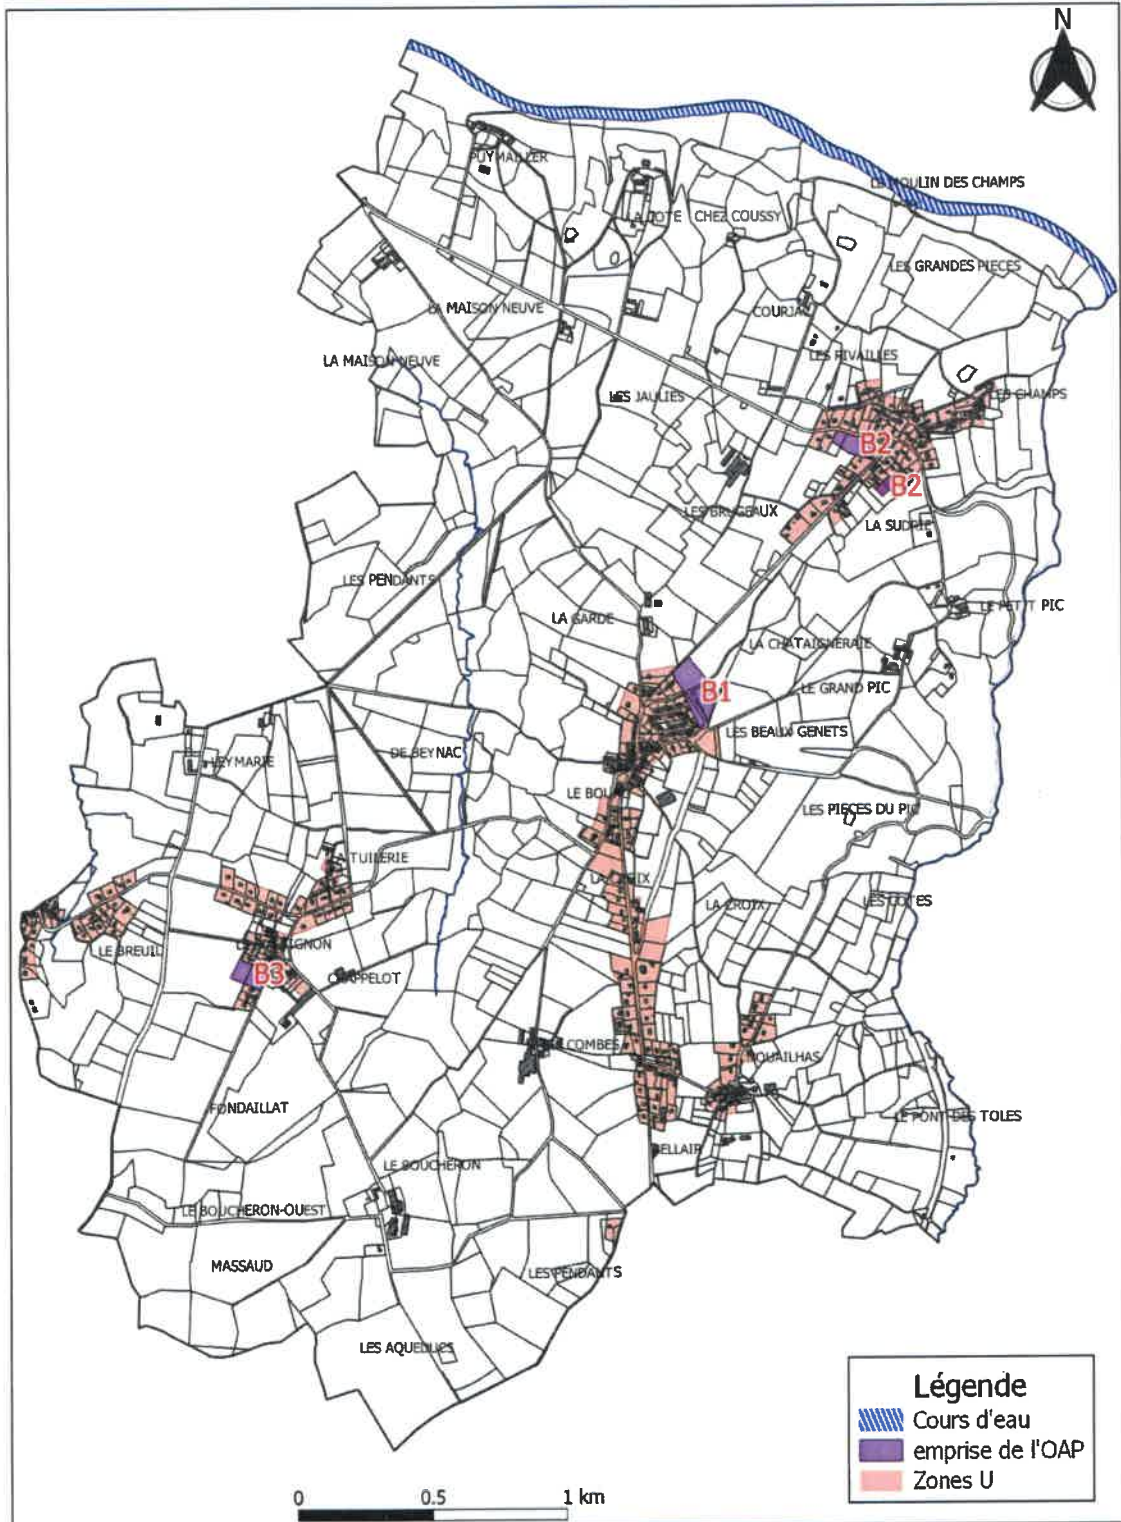 N
PUYMAILLER
LE MOULIN DES CHAMPS
LA COTE
CHEZ COUSSY
LES GRANDES PIECES
LA MAISON NEUVE
COURJAC
LES RIVAILLES
LA MAISON NEUVE
LES JAULIES
LES CHAMPS
B2
B2
LES BRUGEAUX
LA SUDRIE
LES PENDANTS
LE PETIT PIC
LA GARDE
LA CHATAIGNERAIE
LE GRAND PIC
B1
LES BEAUX GENETS
DE BEYNAC
LEYMARIE
LE BOURG
LES PIECES DU PIC
LA TUILERIE
LA CROIX
LA CROIX
LES COTES
LE BREUIL
B3
CHAPPELOT
COMBES
NOUAILHAS
FONDAILLAT
LE PONT DES TOLES
BELLAIR
LE BOUCHERON
LE BOUCHERON-OUEST
MASSAUD
LES PENDANTS
LES AQUEDUCS
Légende
Cours d'eau
emprise de l'OAP
Zones U
0 0.5 1 km